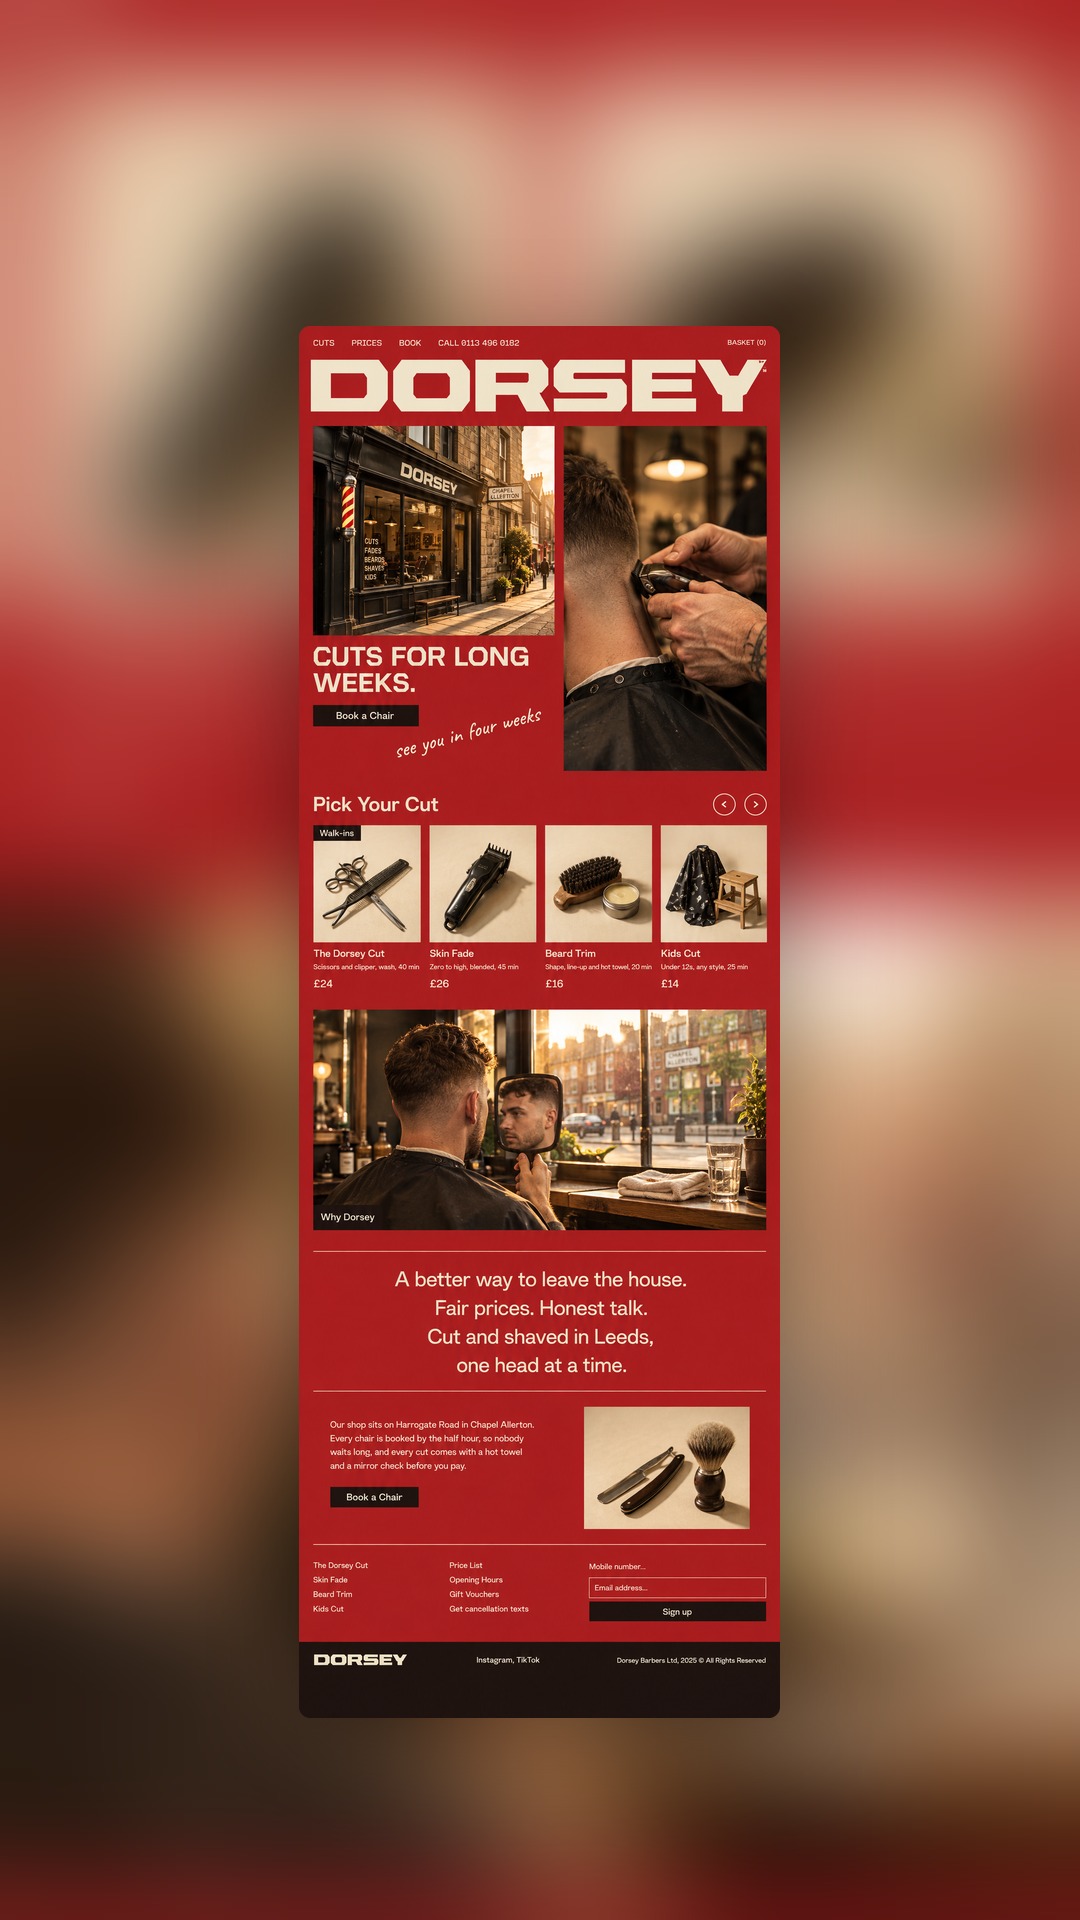 CUTS PRICES BOOK CALL 0113 496 0182 BASKET (0)
DORSEY
DORSEY
CHAPEL
ALLERTON
CUTS
FADES
BEARDS
SHAVES
KIDS
CUTS FOR LONG
WEEKS.
Book a Chair
see you in four weeks
Pick Your Cut
Walk-ins
The Dorsey Cut
Scissors and clipper, wash, 40 min
£24
Skin Fade
Zero to high, blended, 45 min
£26
Beard Trim
Shape, line-up and hot towel, 20 min
£16
Kids Cut
Under 12s, any style, 25 min
£14
CHAPEL
ALLERTON
Why Dorsey
A better way to leave the house.
Fair prices. Honest talk.
Cut and shaved in Leeds,
one head at a time.
Our shop sits on Harrogate Road in Chapel Allerton.
Every chair is booked by the half hour, so nobody
waits long, and every cut comes with a hot towel
and a mirror check before you pay.
Book a Chair
The Dorsey Cut
Skin Fade
Beard Trim
Kids Cut
Price List
Opening Hours
Gift Vouchers
Get cancellation texts
Mobile number...
Email address...
Sign up
DORSEY
Instagram, TikTok
Dorsey Barbers Ltd, 2025 © All Rights Reserved